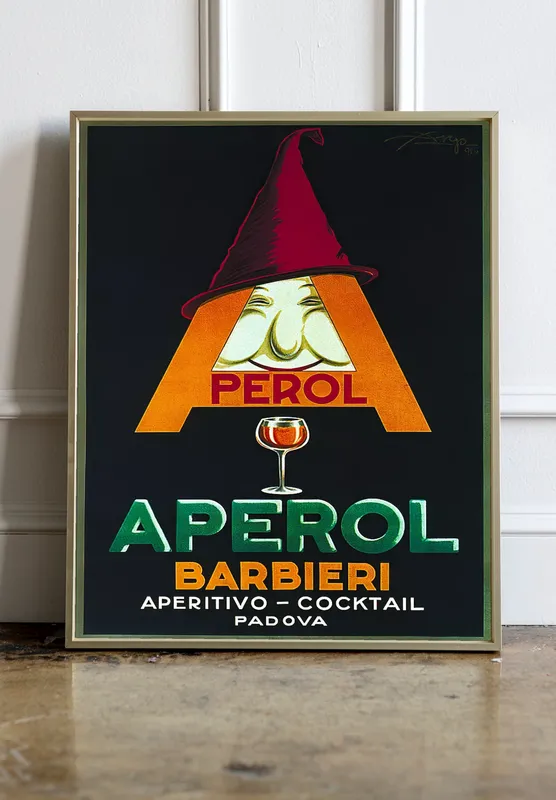 PEROL
APEROL
BARBIERI
APERITIVO – COCKTAIL
PADOVA